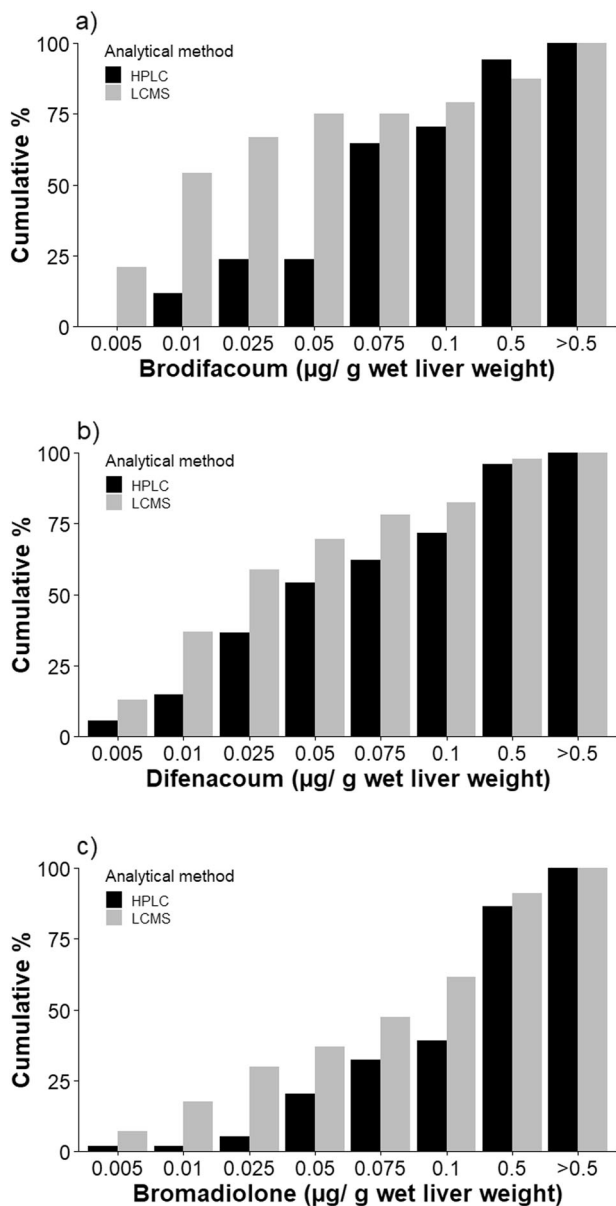 a)
Analytical method
HPLC
LCMS
100
75
50
25
0
Cumulative %
0.005 0.01 0.025 0.05 0.075 0.1 0.5 >0.5
Brodifacoum (µg/ g wet liver weight)
b)
Analytical method
HPLC
LCMS
100
75
50
25
0
Cumulative %
0.005 0.01 0.025 0.05 0.075 0.1 0.5 >0.5
Difenacoum (µg/ g wet liver weight)
c)
Analytical method
HPLC
LCMS
100
75
50
25
0
Cumulative %
0.005 0.01 0.025 0.05 0.075 0.1 0.5 >0.5
Bromadiolone (µg/ g wet liver weight)